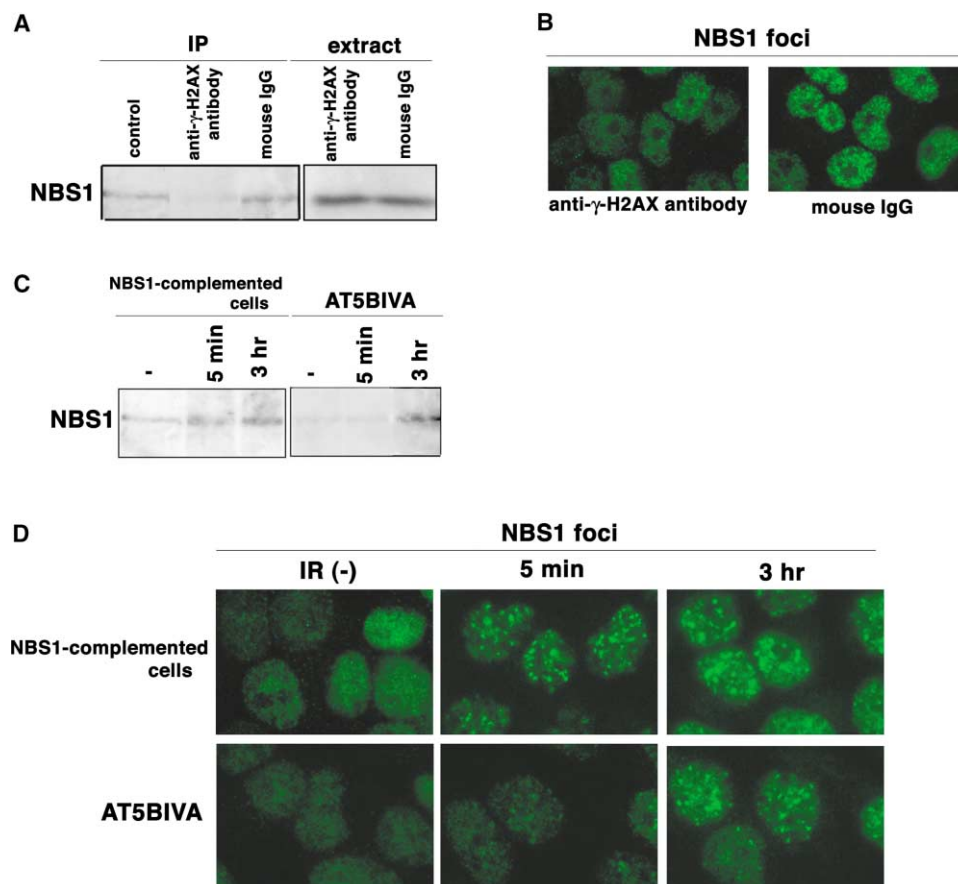 A
IP
extract
control
anti-γ-H2AX
antibody
mouse IgG
anti-γ-H2AX
antibody
mouse IgG
NBS1
B
NBS1 foci
anti-γ-H2AX antibody
mouse IgG
C
NBS1-complemented
cells
AT5BIVA
-
5 min
3 hr
-
5 min
3 hr
NBS1
D
NBS1 foci
IR (-)
5 min
3 hr
NBS1-complemented
cells
AT5BIVA